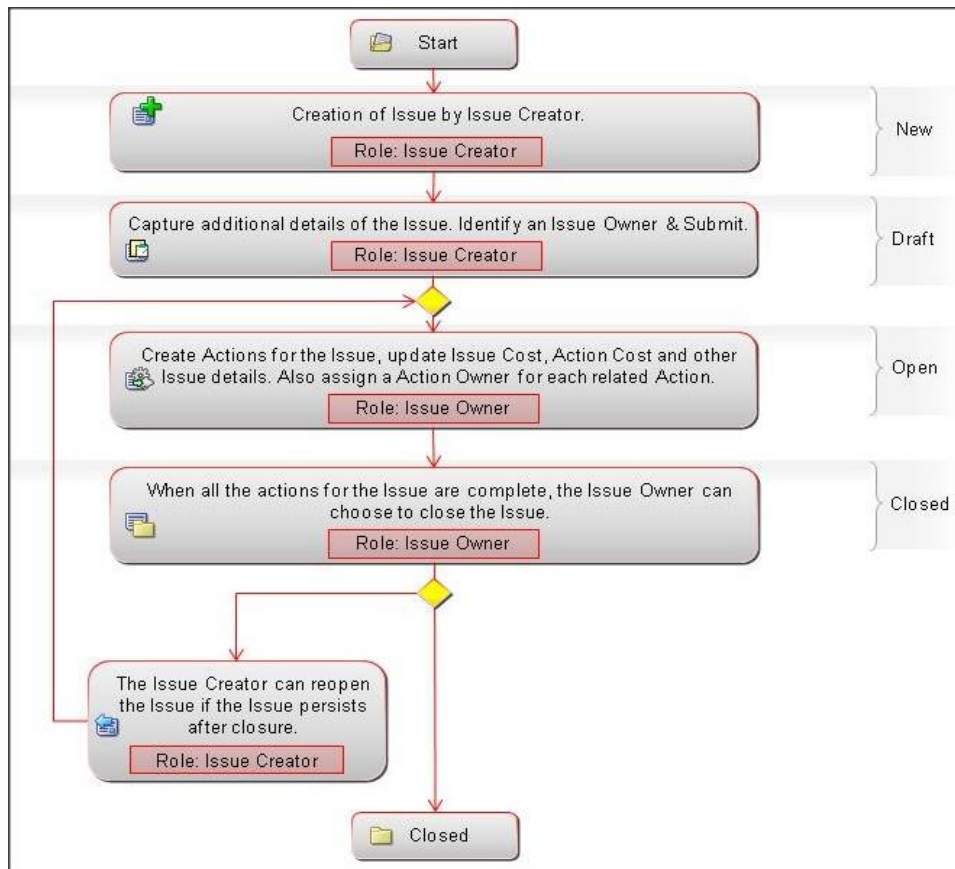 Start
Creation of Issue by Issue Creator.
Role: Issue Creator
New
Capture additional details of the Issue. Identify an Issue Owner & Submit.
Role: Issue Creator
Draft
Create Actions for the Issue, update Issue Cost, Action Cost and other
Issue details. Also assign a Action Owner for each related Action.
Role: Issue Owner
Open
When all the actions for the Issue are complete, the Issue Owner can
choose to close the Issue.
Role: Issue Owner
Closed
The Issue Creator can reopen
the Issue if the Issue persists
after closure.
Role: Issue Creator
Closed